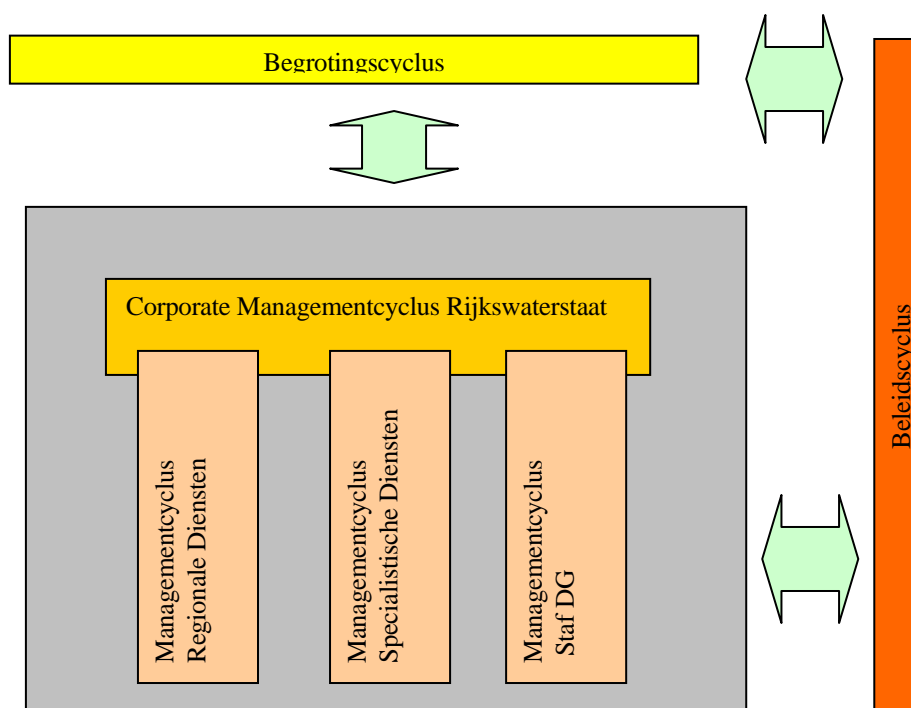 Begrotingscyclus
Corporate Managementcyclus Rijkswaterstaat
Managementcyclus
Regionale Diensten
Managementcyclus
Specialistische Diensten
Managementcyclus
Staf DG
Beleidscyclus